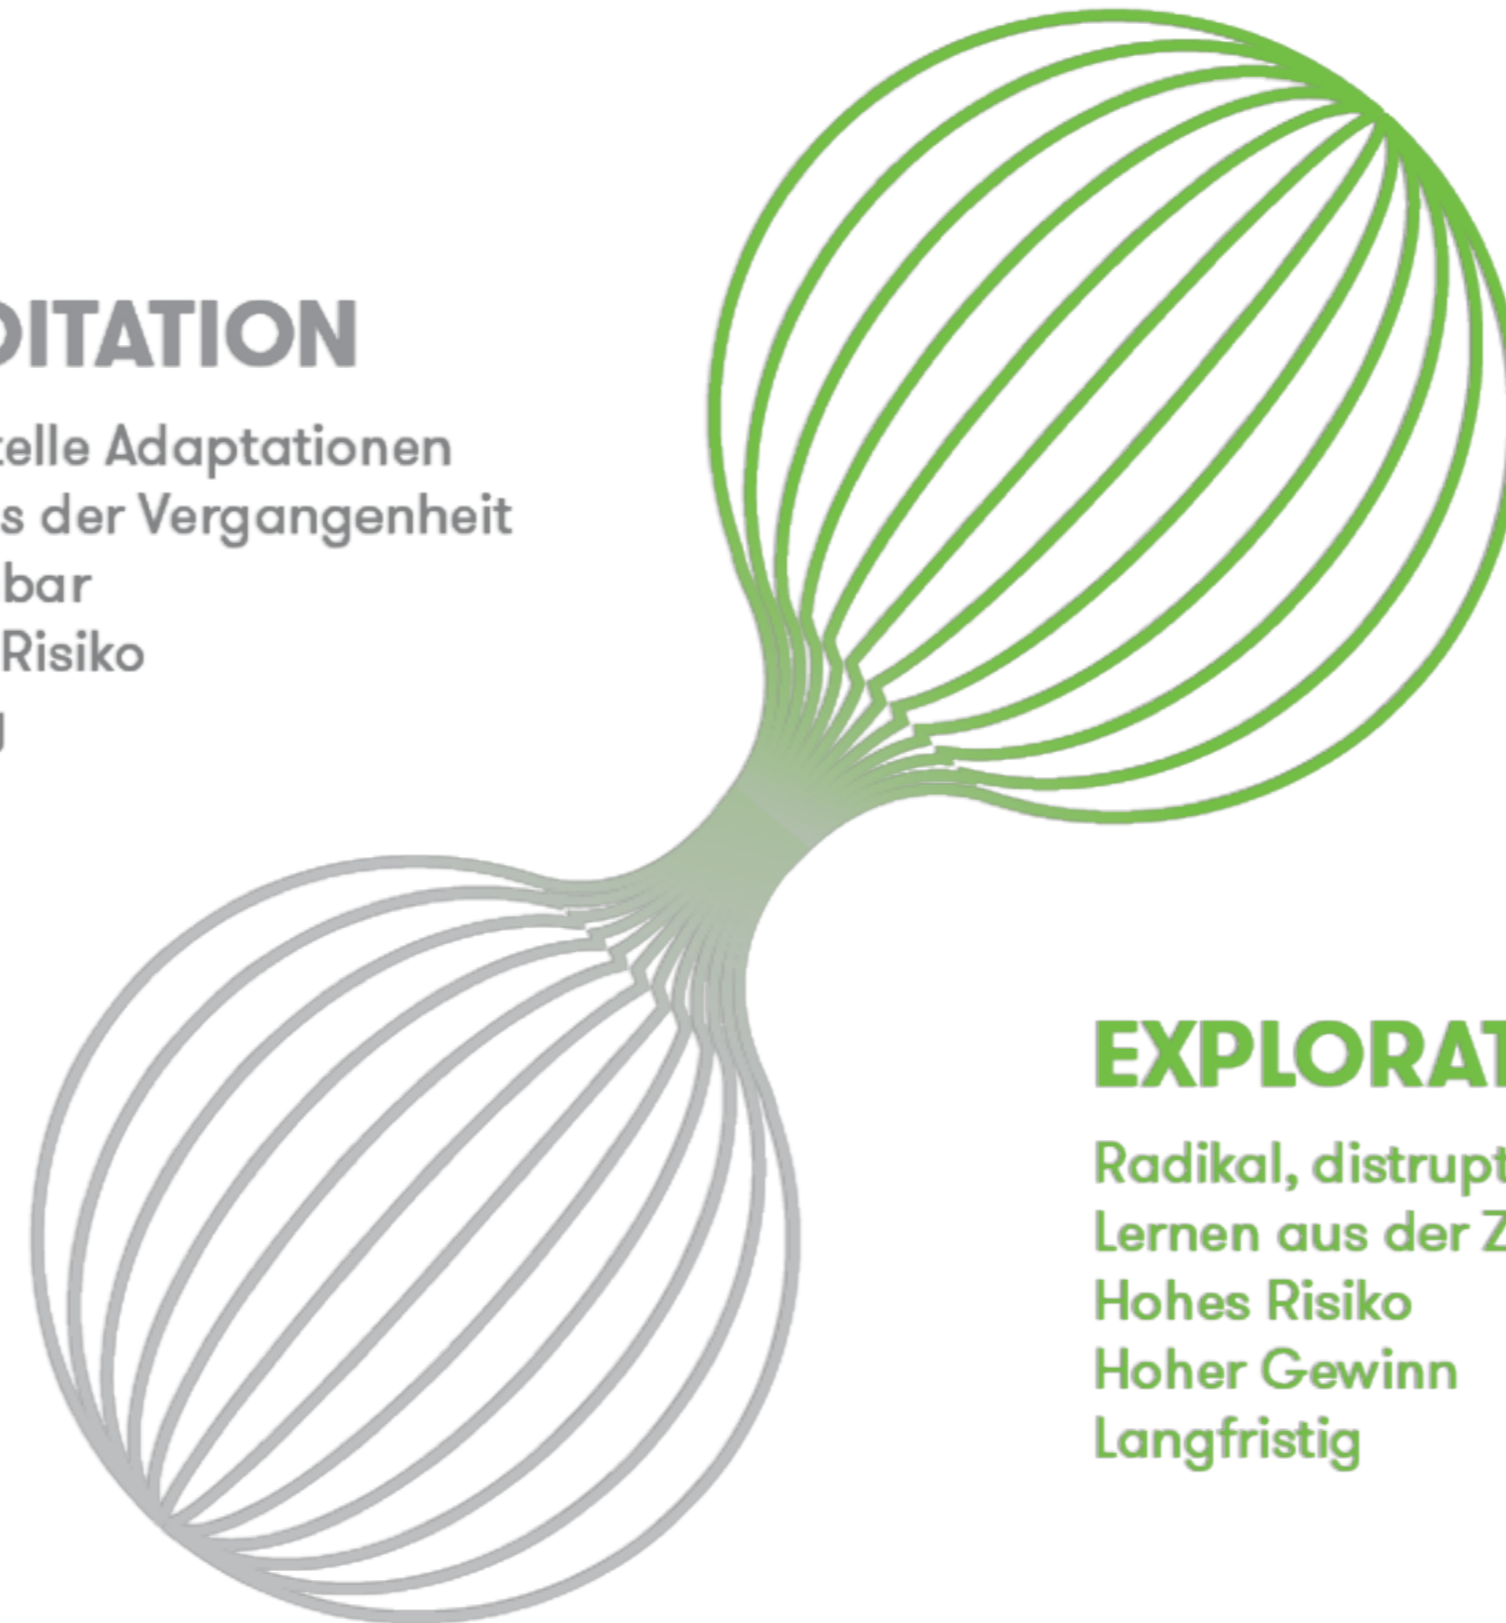 DITATION
telle Adaptationen
s der Vergangenheit
bar
Risiko
g
EXPLORAT
Radikal, distrupt
Lernen aus der Z
Hohes Risiko
Hoher Gewinn
Langfristig